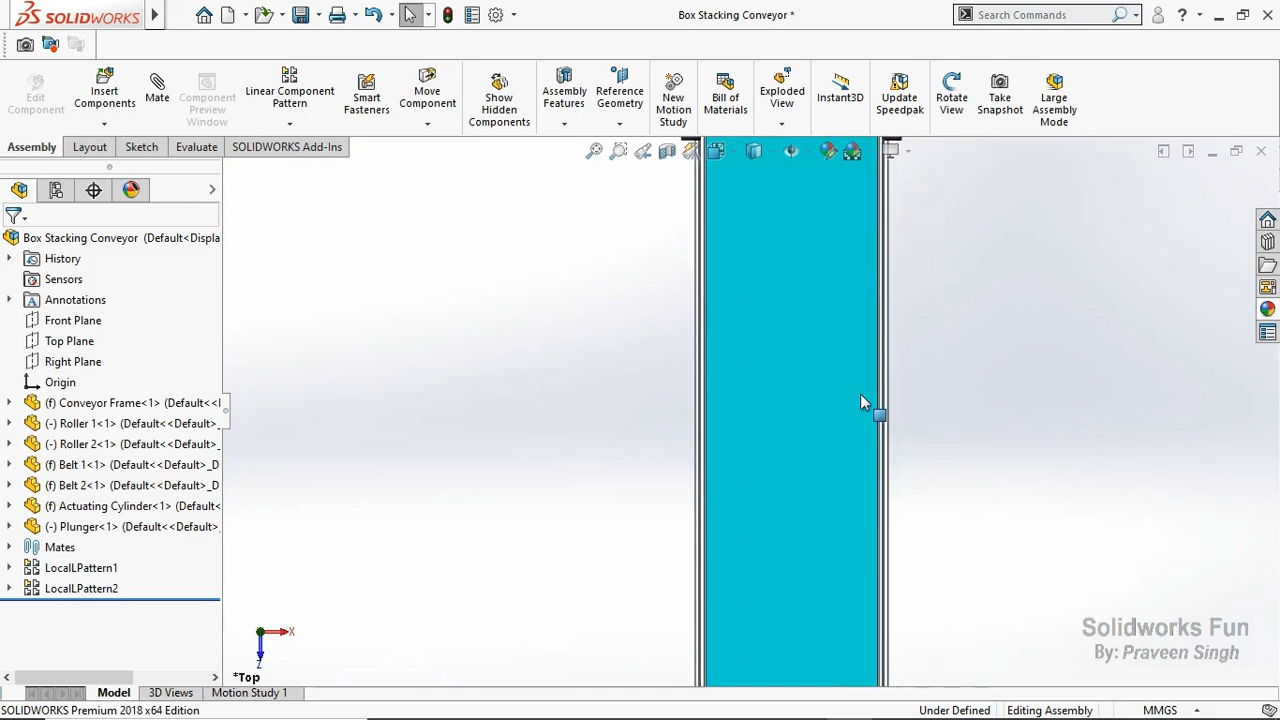 SOLIDWORKS
Box Stacking Conveyor *
Search Commands
?
Edit Component
Insert Components
Mate
Component Preview Window
Linear Component Pattern
Smart Fasteners
Move Component
Show Hidden Components
Assembly Features
Reference Geometry
New Motion Study
Bill of Materials
Exploded View
Instant3D
Update Speedpak
Rotate View
Take Snapshot
Large Assembly Mode
Assembly
Layout
Sketch
Evaluate
SOLIDWORKS Add-Ins
Box Stacking Conveyor (Default<Displa
History
Sensors
A Annotations
Front Plane
Top Plane
Right Plane
Origin
(f) Conveyor Frame<1> (Default<<I
(-) Roller 1<1> (Default<<Default>_
(-) Roller 2<1> (Default<<Default>_
(f) Belt 1<1> (Default<<Default>_D
(f) Belt 2<1> (Default<<Default>_D
(f) Actuating Cylinder<1> (Default<
(-) Plunger<1> (Default<<Default>_
Mates
LocalLPattern1
LocalLPattern2
X
Z
*Top
Solidworks Fun
By: Praveen Singh
Model
3D Views
Motion Study 1
SOLIDWORKS Premium 2018 x64 Edition
Under Defined
Editing Assembly
MMGS